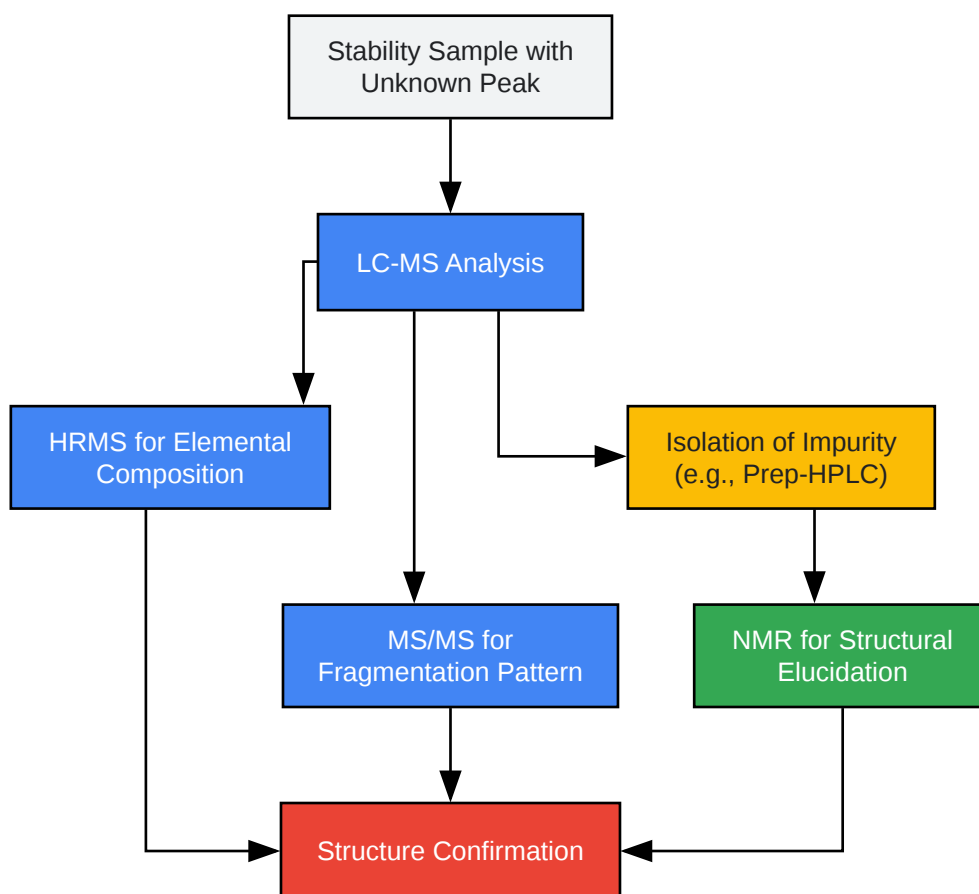 Stability Sample with
Unknown Peak
LC-MS Analysis
HRMS for Elemental
Composition
Isolation of Impurity
(e.g., Prep-HPLC)
MS/MS for
Fragmentation Pattern
NMR for Structural
Elucidation
Structure Confirmation